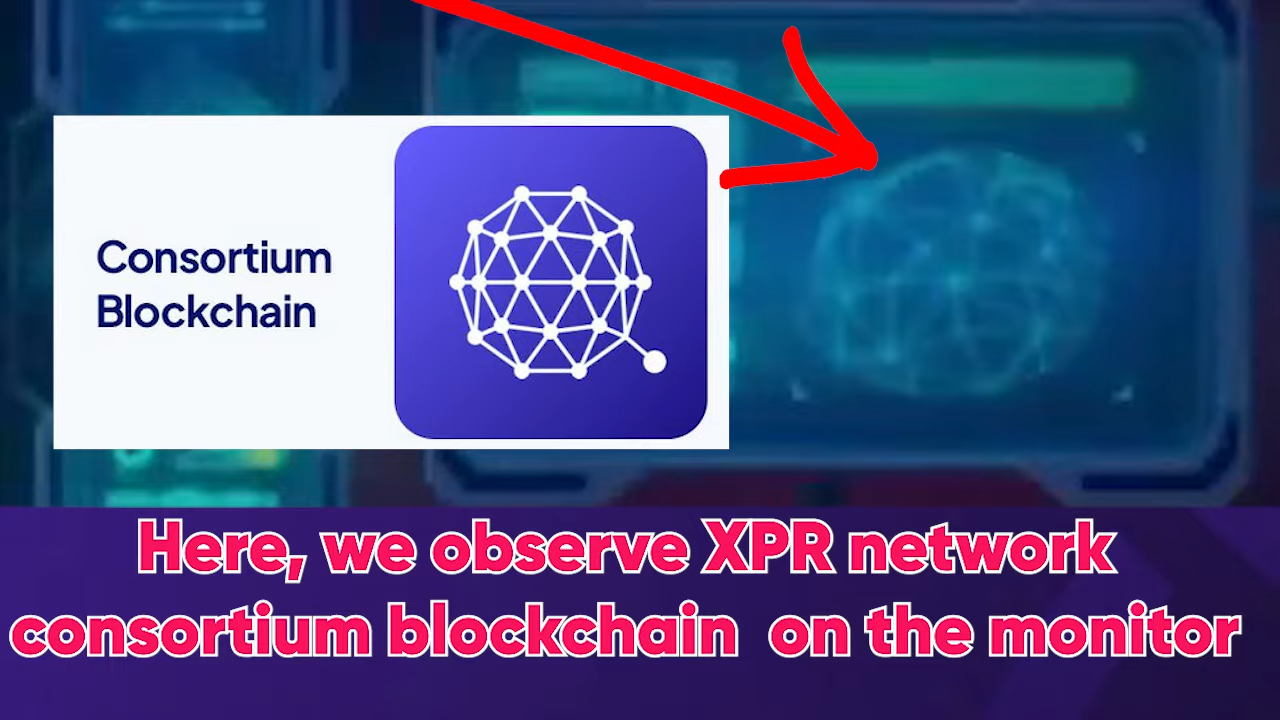 Consortium
Blockchain
Here, we observe XPR network
consortium blockchain  on the monitor